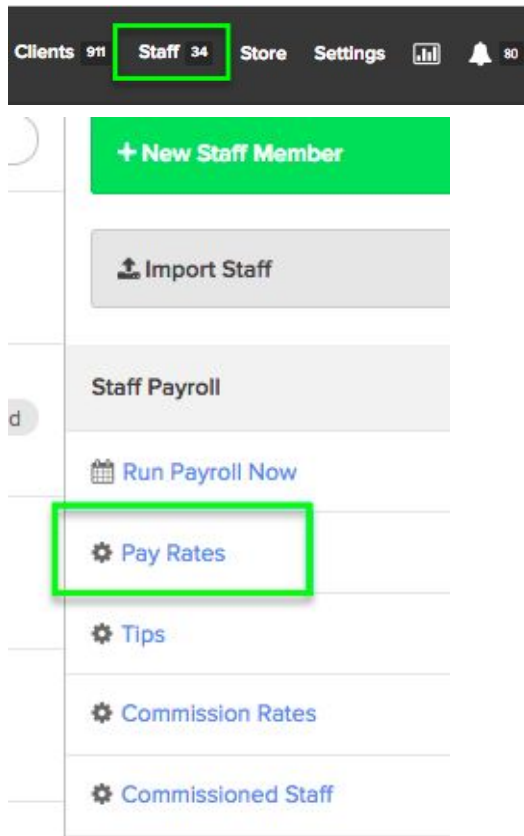 Clients 911 Staff 34 Store Settings 80
+ New Staff Member
Import Staff
Staff Payroll
d
Run Payroll Now
Pay Rates
Tips
Commission Rates
Commissioned Staff